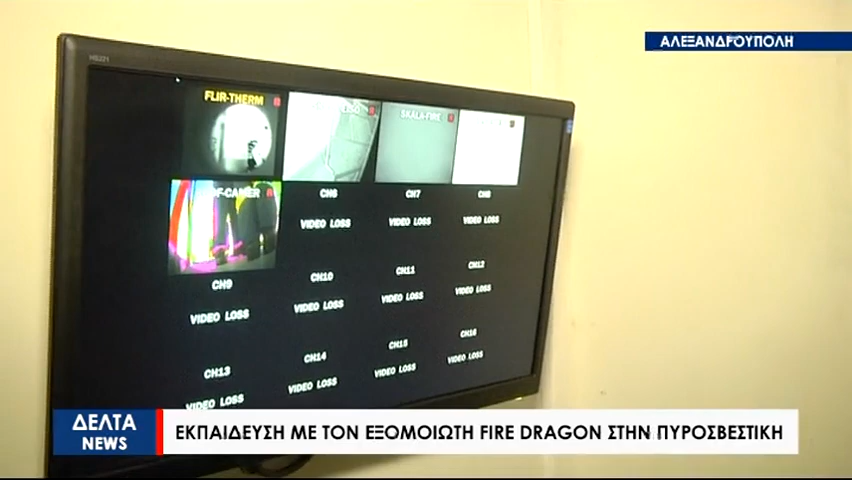 ΑΛΕΞΑΝΔΡΟΥΠΟΛΗ
FLIR-THERM
SKALA-FIRE
CH6 CH7 CH8
VIDEO LOSS VIDEO LOSS VIDEO LOSS
CH9 CH10 CH11 CH12
VIDEO LOSS VIDEO LOSS VIDEO LOSS VIDEO LOSS
CH13 CH14 CH15 CH16
VIDEO LOSS VIDEO LOSS VIDEO LOSS VIDEO LOSS
ΔΕΛΤΑ
NEWS
ΕΚΠΑΙΔΕΥΣΗ ΜΕ ΤΟΝ ΕΞΟΜΟΙΩΤΗ FIRE DRAGON ΣΤΗΝ ΠΥΡΟΣΒΕΣΤΙΚΗ